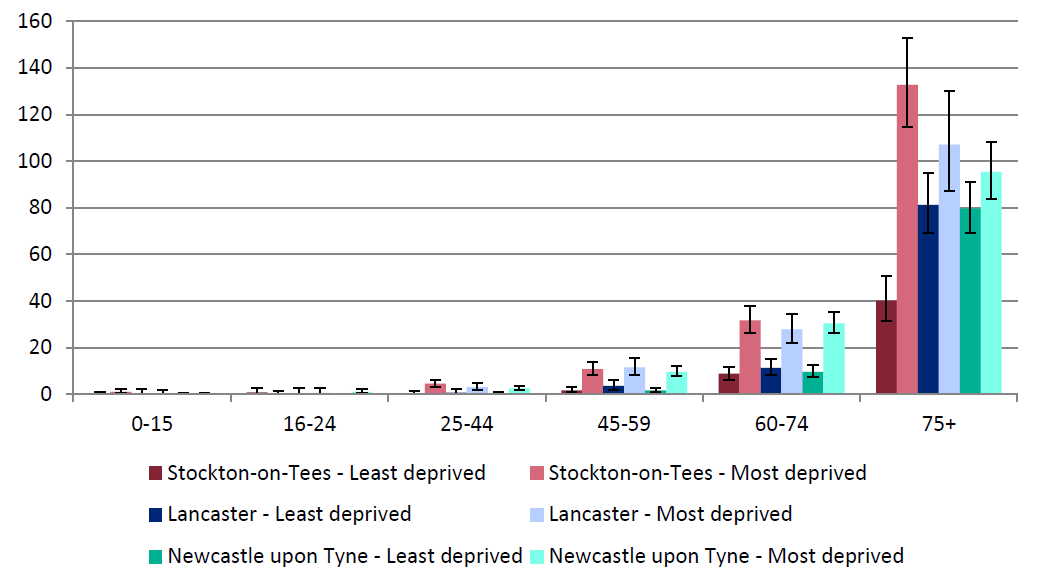 160
140
120
100
80
60
40
20
0
0-15 16-24 25-44 45-59 60-74 75+
Stockton-on-Tees - Least deprived Stockton-on-Tees - Most deprived
Lancaster - Least deprived Lancaster - Most deprived
Newcastle upon Tyne - Least deprived Newcastle upon Tyne - Most deprived